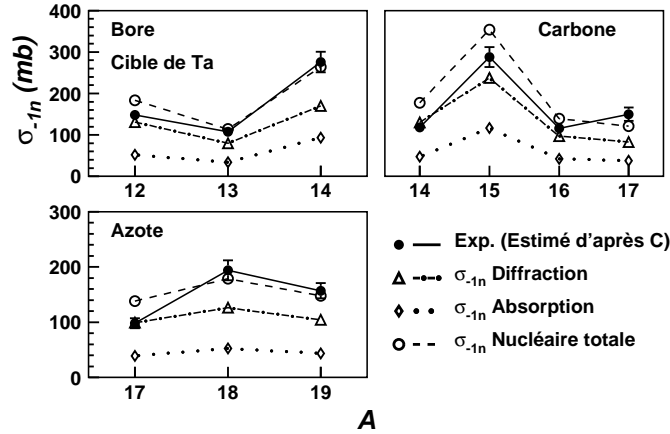 Bore
Cible de Ta
Carbone
σ-1n (mb)
400
300
200
100
0
12 13 14
14 15 16 17
Azote
300
200
100
0
17 18 19
Exp. (Estimé d'après C)
σ-1n Diffraction
σ-1n Absorption
σ-1n Nucléaire totale
A